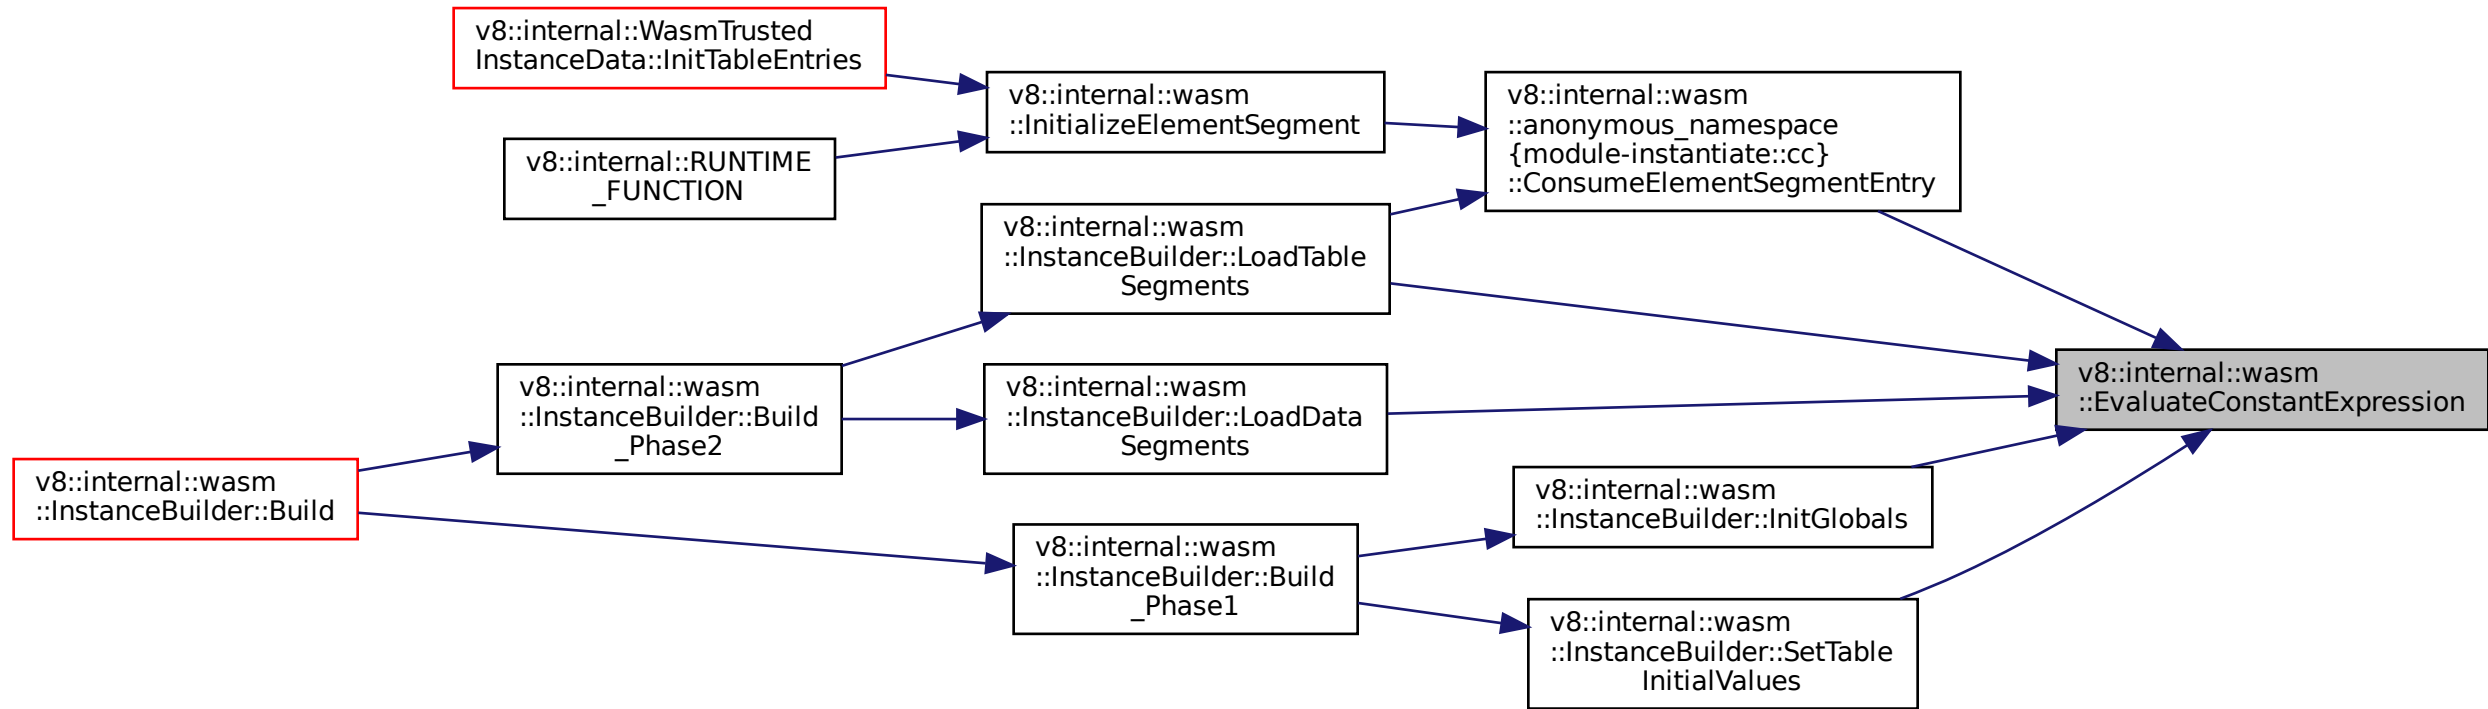 v8::internal::WasmTrusted
InstanceData::InitTableEntries
v8::internal::RUNTIME
_FUNCTION
v8::internal::wasm
::InitializeElementSegment
v8::internal::wasm
::anonymous_namespace
{module-instantiate::cc}
::ConsumeElementSegmentEntry
v8::internal::wasm
::InstanceBuilder::LoadTable
Segments
v8::internal::wasm
::EvaluateConstantExpression
v8::internal::wasm
::InstanceBuilder::Build
_Phase2
v8::internal::wasm
::InstanceBuilder::LoadData
Segments
v8::internal::wasm
::InstanceBuilder::Build
v8::internal::wasm
::InstanceBuilder::InitGlobals
v8::internal::wasm
::InstanceBuilder::Build
_Phase1
v8::internal::wasm
::InstanceBuilder::SetTable
InitialValues